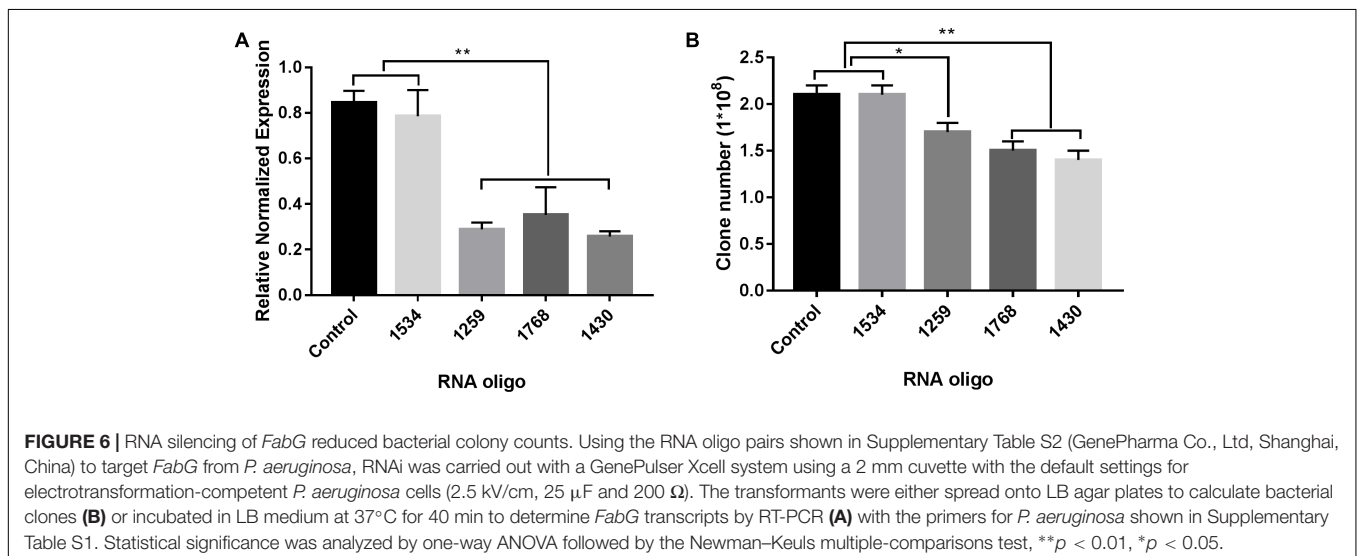 A
**
Relative Normalized Expression
1.0
0.8
0.6
0.4
0.2
0.0
Control
1534
1259
1768
1430
RNA oligo
B
**
*
Clone number (1*10^8)
2.5
2.0
1.5
1.0
0.5
0.0
Control
1534
1259
1768
1430
RNA oligo
FIGURE 6 | RNA silencing of FabG reduced bacterial colony counts. Using the RNA oligo pairs shown in Supplementary Table S2 (GenePharma Co., Ltd, Shanghai,
China) to target FabG from P. aeruginosa, RNAi was carried out with a GenePulser Xcell system using a 2 mm cuvette with the default settings for
electrotransformation-competent P. aeruginosa cells (2.5 kV/cm, 25 μF and 200 Ω). The transformants were either spread onto LB agar plates to calculate bacterial
clones (B) or incubated in LB medium at 37°C for 40 min to determine FabG transcripts by RT-PCR (A) with the primers for P. aeruginosa shown in Supplementary
Table S1. Statistical significance was analyzed by one-way ANOVA followed by the Newman–Keuls multiple-comparisons test, **p < 0.01, *p < 0.05.